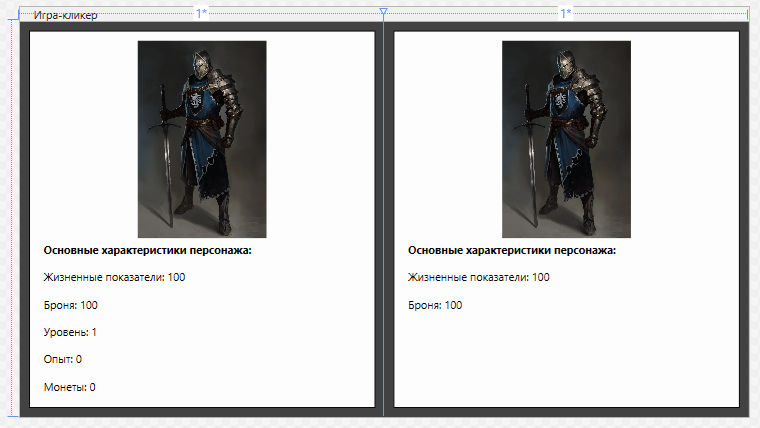 Игра-кликер
1*
1*
Основные характеристики персонажа:
Жизненные показатели: 100
Броня: 100
Уровень: 1
Опыт: 0
Монеты: 0
Основные характеристики персонажа:
Жизненные показатели: 100
Броня: 100